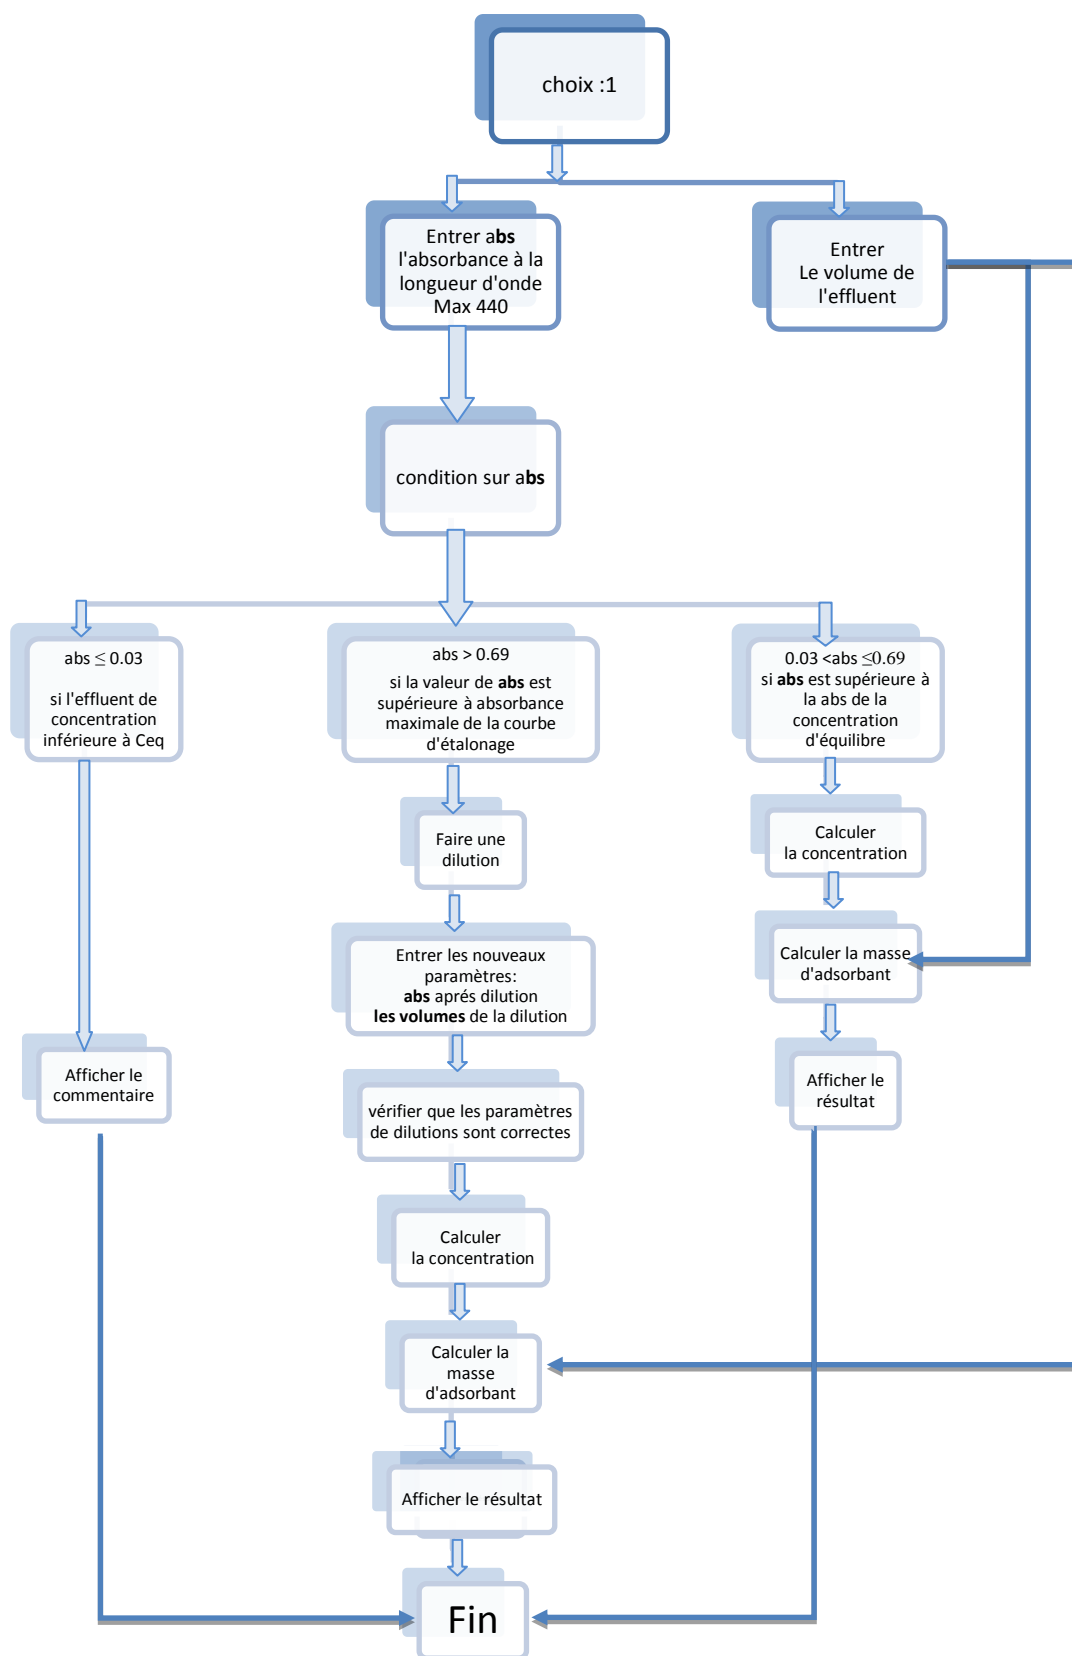 choix :1
Entrer abs
l'absorbance à la
longueur d'onde
Max 440
Entrer
Le volume de
l'effluent
condition sur abs
abs ≤ 0.03
si l'effluent de
concentration
inférieure à Ceq
abs > 0.69
si la valeur de abs est
supérieure à absorbance
maximale de la courbe
d'étalonage
0.03 <abs ≤0.69
si abs est supérieure à
la abs de la
concentration
d'équilibre
Faire une
dilution
Calculer
la concentration
Entrer les nouveaux
paramètres:
abs aprés dilution
les volumes de la dilution
Calculer la masse
d'adsorbant
Afficher le
commentaire
vérifier que les paramètres
de dilutions sont correctes
Afficher le
résultat
Calculer
la concentration
Calculer la
masse
d'adsorbant
Afficher le résultat
Fin